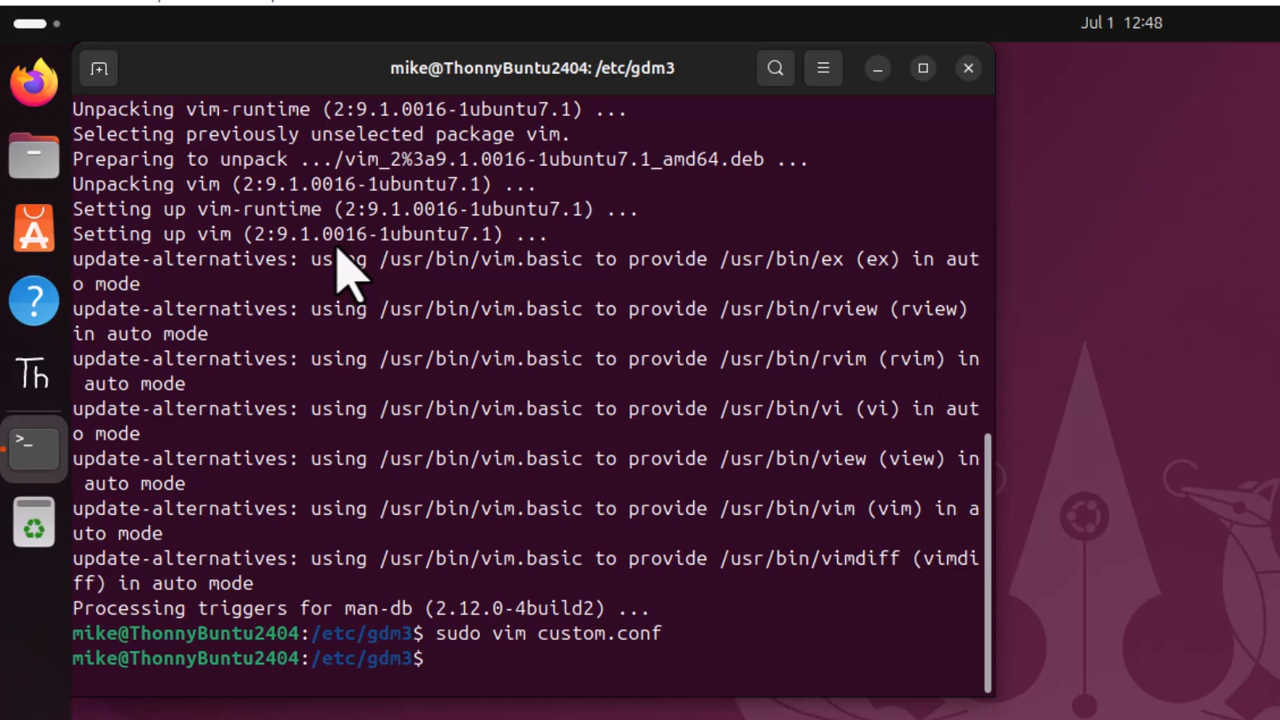 Jul 1 12:48
mike@ThonnyBuntu2404: /etc/gdm3
Unpacking vim-runtime (2:9.1.0016-1ubuntu7.1) ...
Selecting previously unselected package vim.
Preparing to unpack .../vim_2%3a9.1.0016-1ubuntu7.1_amd64.deb ...
Unpacking vim (2:9.1.0016-1ubuntu7.1) ...
Setting up vim-runtime (2:9.1.0016-1ubuntu7.1) ...
Setting up vim (2:9.1.0016-1ubuntu7.1) ...
update-alternatives: using /usr/bin/vim.basic to provide /usr/bin/ex (ex) in aut
o mode
update-alternatives: using /usr/bin/vim.basic to provide /usr/bin/rview (rview)
in auto mode
update-alternatives: using /usr/bin/vim.basic to provide /usr/bin/rvim (rvim) in
 auto mode
update-alternatives: using /usr/bin/vim.basic to provide /usr/bin/vi (vi) in aut
o mode
update-alternatives: using /usr/bin/vim.basic to provide /usr/bin/view (view) in
 auto mode
update-alternatives: using /usr/bin/vim.basic to provide /usr/bin/vim (vim) in a
uto mode
update-alternatives: using /usr/bin/vim.basic to provide /usr/bin/vimdiff (vimdi
ff) in auto mode
Processing triggers for man-db (2.12.0-4build2) ...
mike@ThonnyBuntu2404:/etc/gdm3$ sudo vim custom.conf
mike@ThonnyBuntu2404:/etc/gdm3$
Th